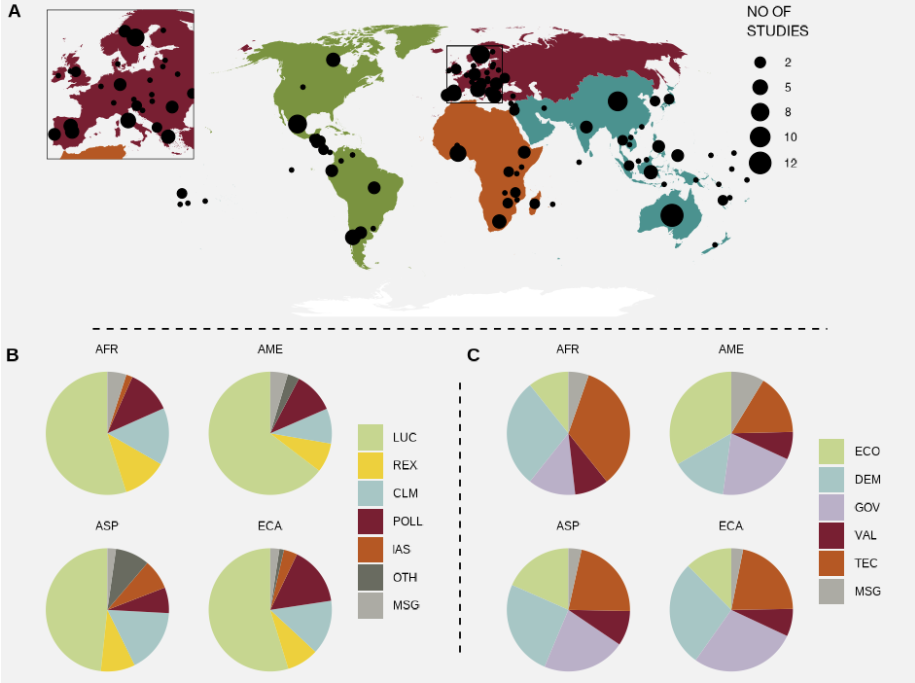 A
NO OF
STUDIES
2
5
8
10
12
B
AFR
AME
LUC
REX
CLM
POLL
IAS
OTH
MSG
ASP
ECA
C
AFR
AME
ECO
DEM
GOV
VAL
TEC
MSG
ASP
ECA